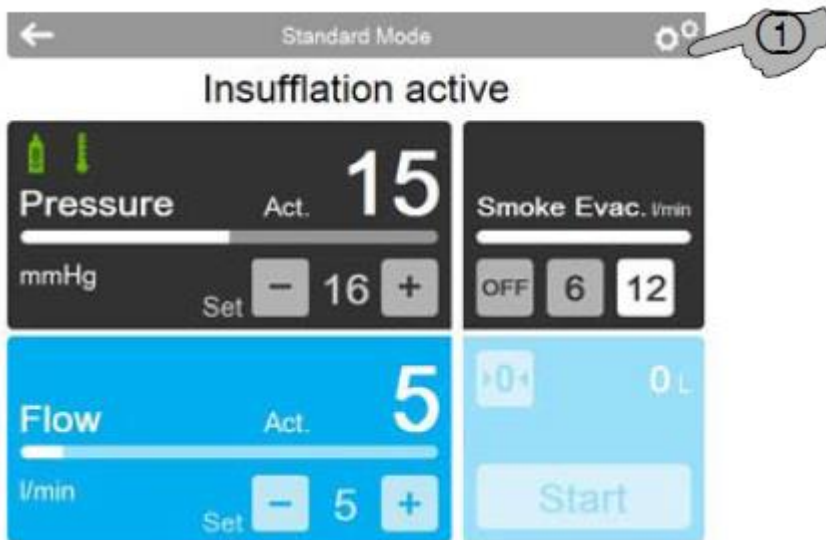 Standard Mode
1
Insufflation active
Pressure Act. 15
mmHg
Set - 16 +
Smoke Evac. l/min
OFF 6 12
Flow Act. 5
l/min
Set - 5 +
0 0 L
Start